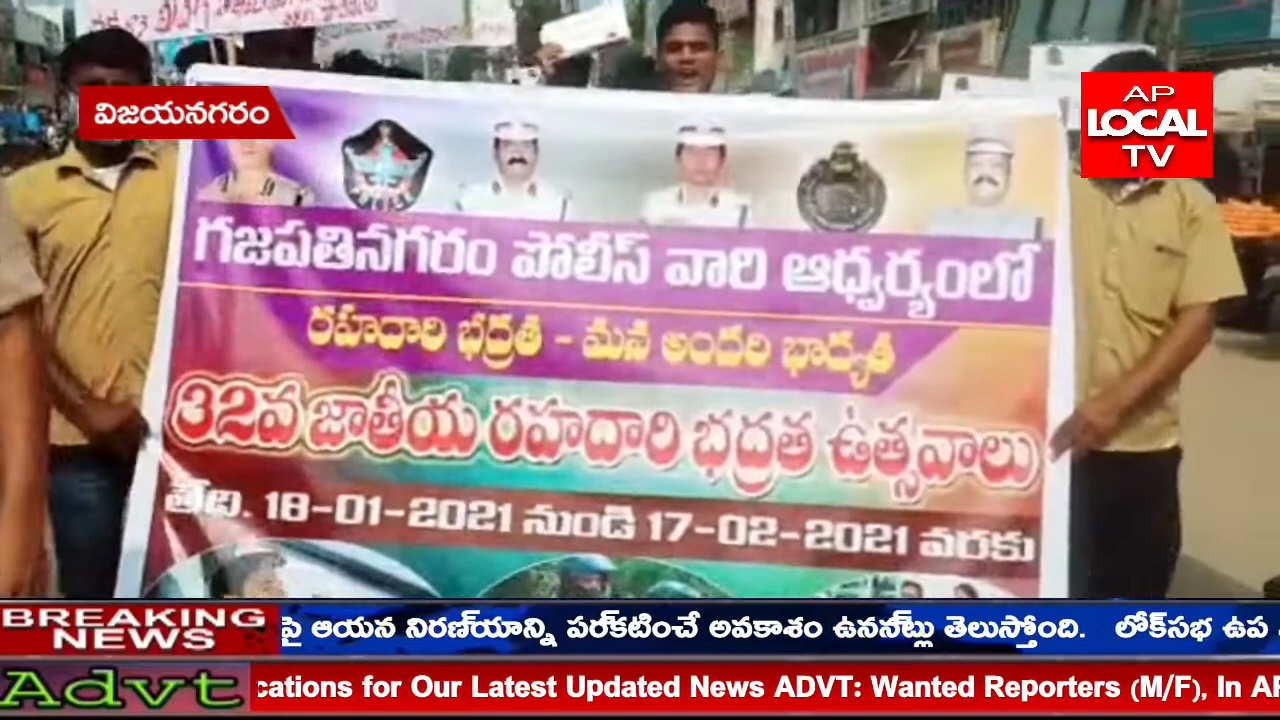 విజయనగరం
AP
LOCAL
TV
గజపతినగరం పోలీస్ వారి ఆధ్వర్యంలో
రహదారి భద్రత - మన అందరి భాద్యత
32వ జాతీయ రహదారి భద్రత ఉత్సవాలు
తేది. 18-01-2021 నుండి 17-02-2021 వరకు
BREAKING
NEWS
పై ఆయన నిరణ్‌యాన్ని పర్‌కటించే అవకాశం ఉనన్‌ట్లు తెలుస్తోంది. లోక్‌సభ ఉప
Advt
cations for Our Latest Updated News ADVT: Wanted Reporters (M/F), In AP